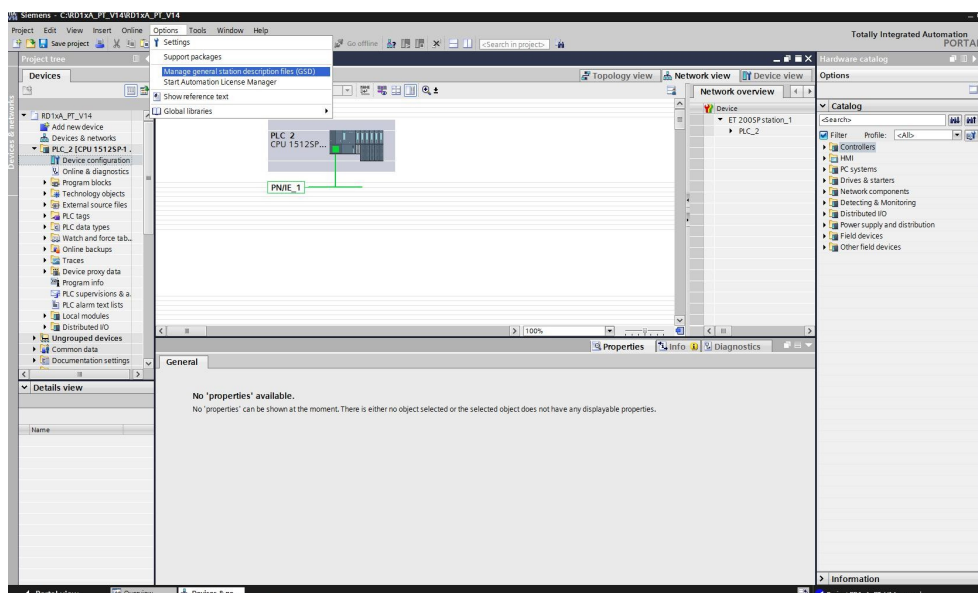 Siemens - C:\RD1xA_PT_V14\RD1xA_PT_V14
Project Edit View Insert Online Options Tools Window Help
Totally Integrated Automation
PORTAL
Save project
Go offline
<Search in project>
Settings
Support packages
Manage general station description files (GSD)
Start Automation License Manager
Show reference text
Global libraries
Project tree
Devices
Devices & networks
RD1xA_PT_V14
Add new device
Devices & networks
PLC_2 [CPU 1512SP-1 .
Device configuration
Online & diagnostics
Program blocks
Technology objects
External source files
PLC tags
PLC data types
Watch and force tab..
Online backups
Traces
Device proxy data
Program info
PLC supervisions & a.
PLC alarm text lists
Local modules
Distributed I/O
Ungrouped devices
Common data
Documentation settings
Details view
Name
Topology view Network view Device view
PLC 2
CPU 1512SP...
PN/IE_1
100%
Network overview
Device
ET 200SP station_1
PLC_2
Properties Info Diagnostics
General
No 'properties' available.
No 'properties' can be shown at the moment. There is either no object selected or the selected object does not have any displayable properties.
Hardware catalog
Options
Catalog
<Search>
Filter Profile: <All>
Controllers
HMI
PC systems
Drives & starters
Network components
Detecting & Monitoring
Distributed I/O
Power supply and distribution
Field devices
Other field devices
Information
Portal view Overview Devices & ne...